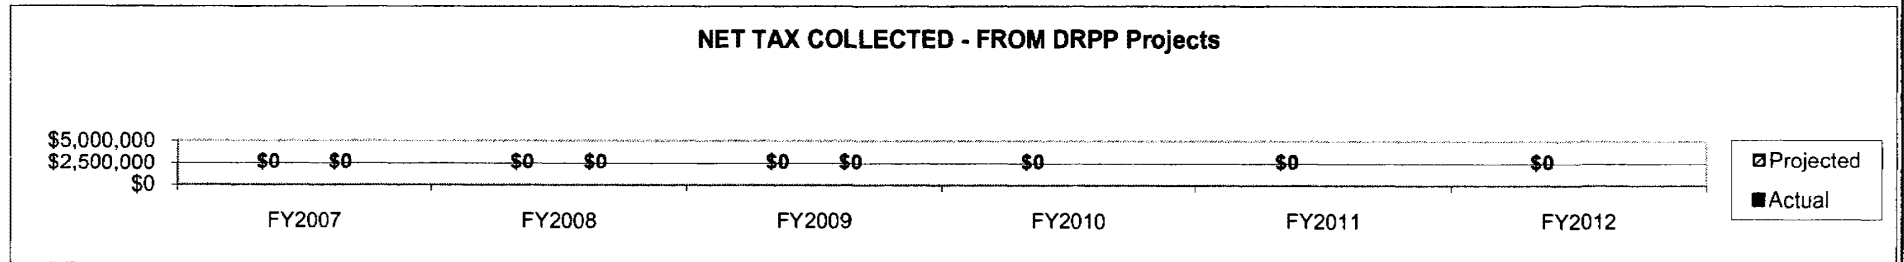 NET TAX COLLECTED - FROM DRPP Projects
$5,000,000
$2,500,000
$0
$0 $0 $0 $0 $0 $0 $0 $0 $0
FY2007 FY2008 FY2009 FY2010 FY2011 FY2012
Projected
Actual